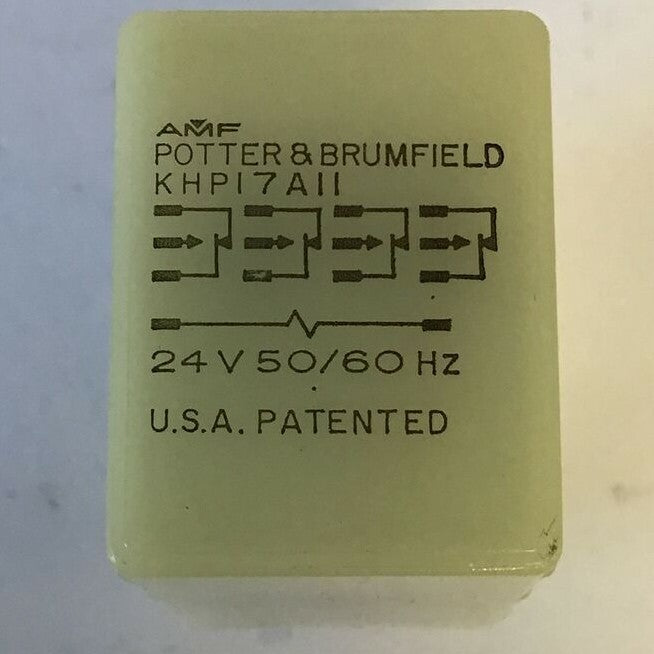 AMF
POTTER & BRUMFIELD
KHP17A11
24V 50/60 Hz
U.S.A. PATENTED